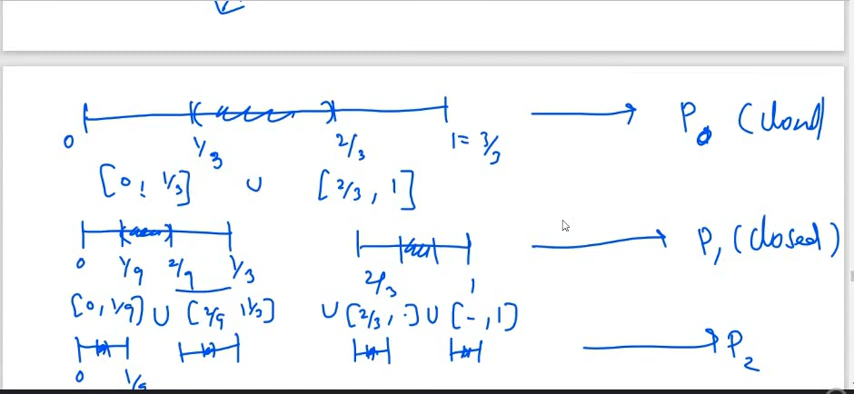 0 1/3 2/3 1 = 3/3 P0 (closed)
[0, 1/3] ∪ [2/3, 1]
0 1/9 2/9 1/3 2/3 1 P1 (closed)
[0, 1/9] ∪ [2/9, 1/3] ∪ [2/3, ·] ∪ [-, 1]
0 1/9 P2